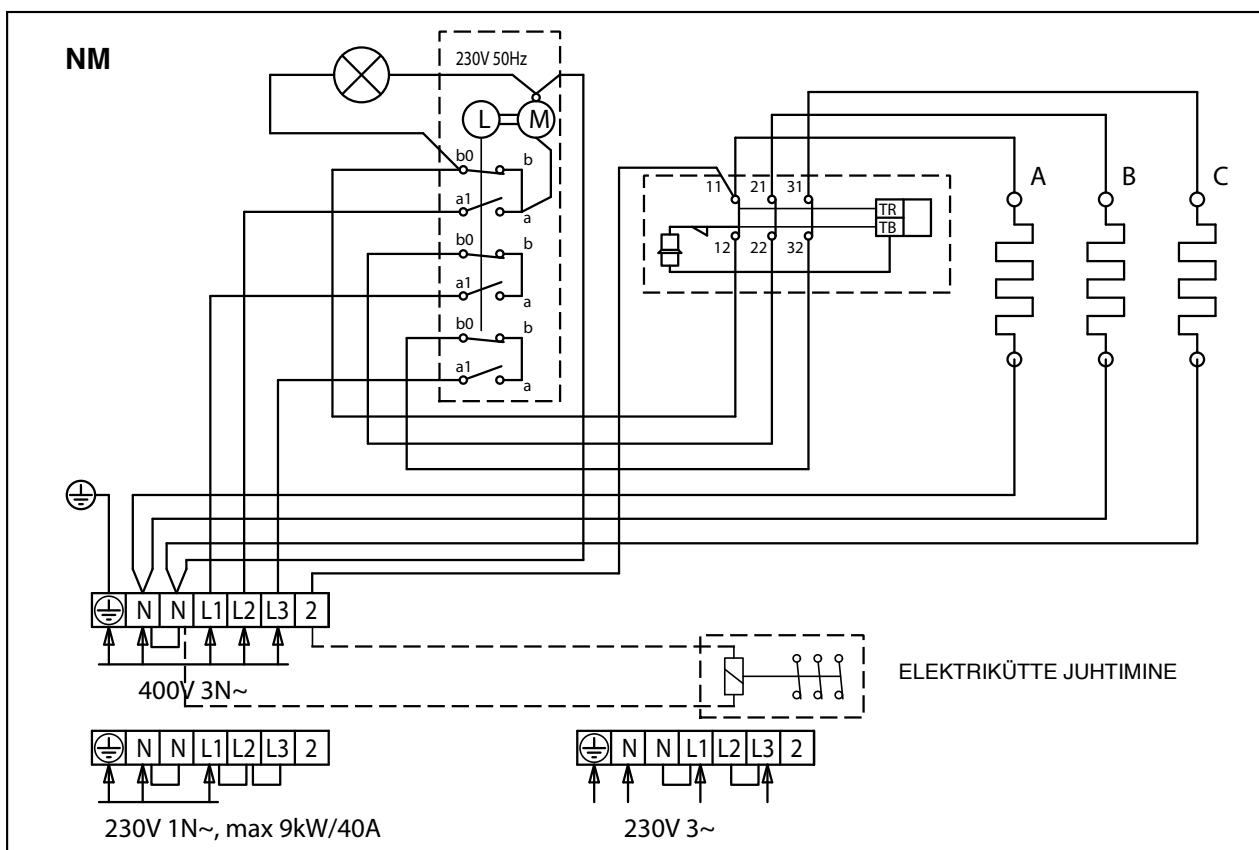 NM
230V 50Hz
L M
b0 b
a1 a
b0 b
a1 a
b0 b
a1 a
11 21 31
TR
TB
12 22 32
A B C
N N L1 L2 L3 2
400V 3N~
ELEKTRIKÜTTE JUHTIMINE
N N L1 L2 L3 2
230V 1N~, max 9kW/40A
N N L1 L2 L3 2
230V 3~